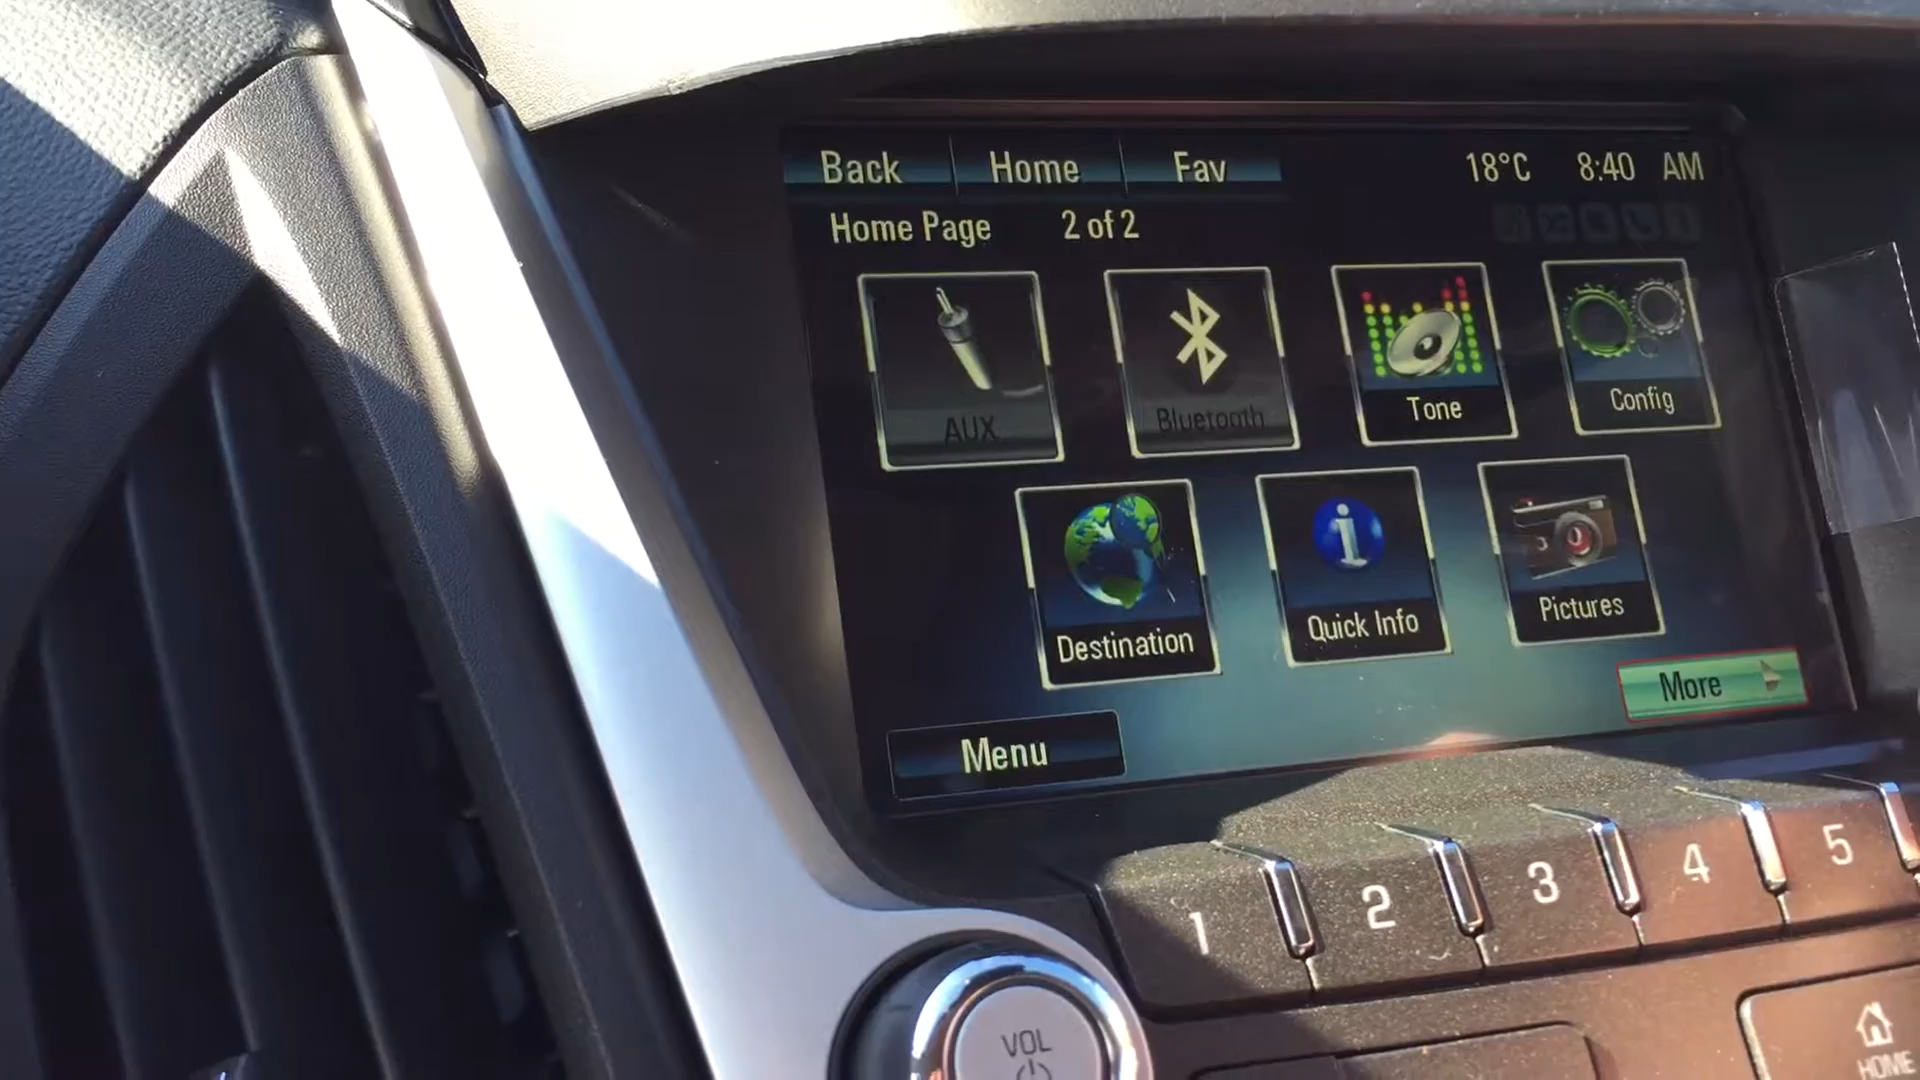 Back Home Fav 18°C 8:40 AM
Home Page 2 of 2
AUX Bluetooth Tone Config
Destination Quick Info Pictures
More
Menu
1 2 3 4 5
VOL
HOME